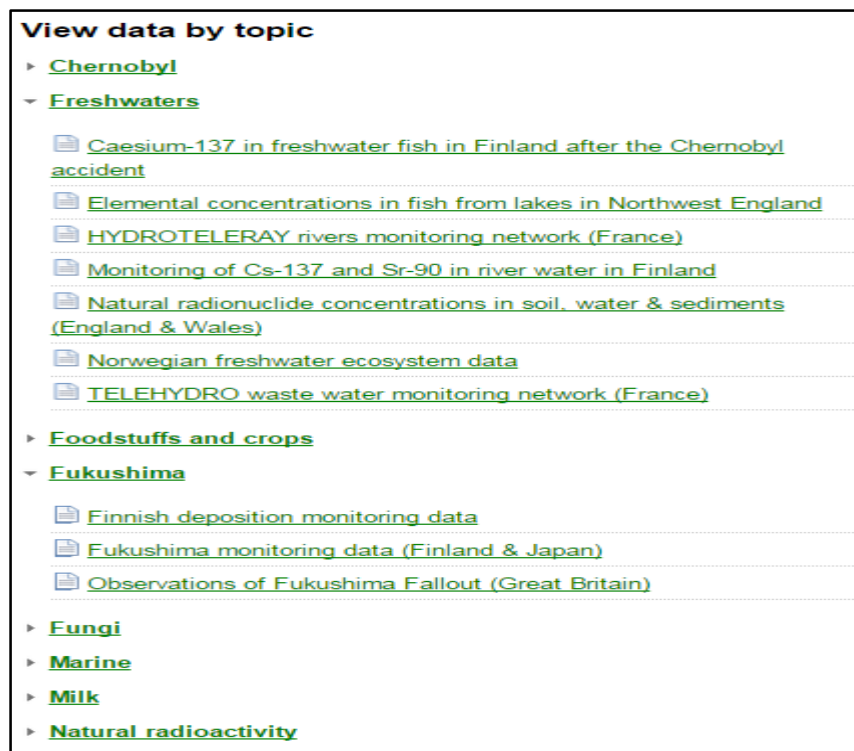 View data by topic
Chernobyl
Freshwaters
Caesium-137 in freshwater fish in Finland after the Chernobyl
accident
Elemental concentrations in fish from lakes in Northwest England
HYDROTELERAY rivers monitoring network (France)
Monitoring of Cs-137 and Sr-90 in river water in Finland
Natural radionuclide concentrations in soil, water & sediments
(England & Wales)
Norwegian freshwater ecosystem data
TELEHYDRO waste water monitoring network (France)
Foodstuffs and crops
Fukushima
Finnish deposition monitoring data
Fukushima monitoring data (Finland & Japan)
Observations of Fukushima Fallout (Great Britain)
Fungi
Marine
Milk
Natural radioactivity